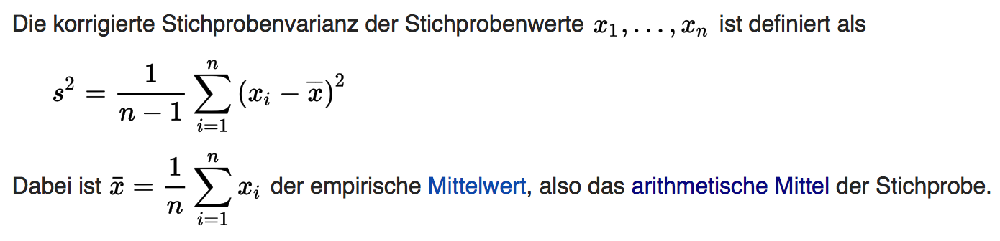 Die korrigierte Stichprobenvarianz der Stichprobenwerte $x_1, \ldots, x_n$ ist definiert als
$s^2 = \frac{1}{n-1} \sum_{i=1}^{n} (x_i - \overline{x})^2$
Dabei ist $\bar{x} = \frac{1}{n} \sum_{i=1}^{n} x_i$ der empirische Mittelwert, also das arithmetische Mittel der Stichprobe.